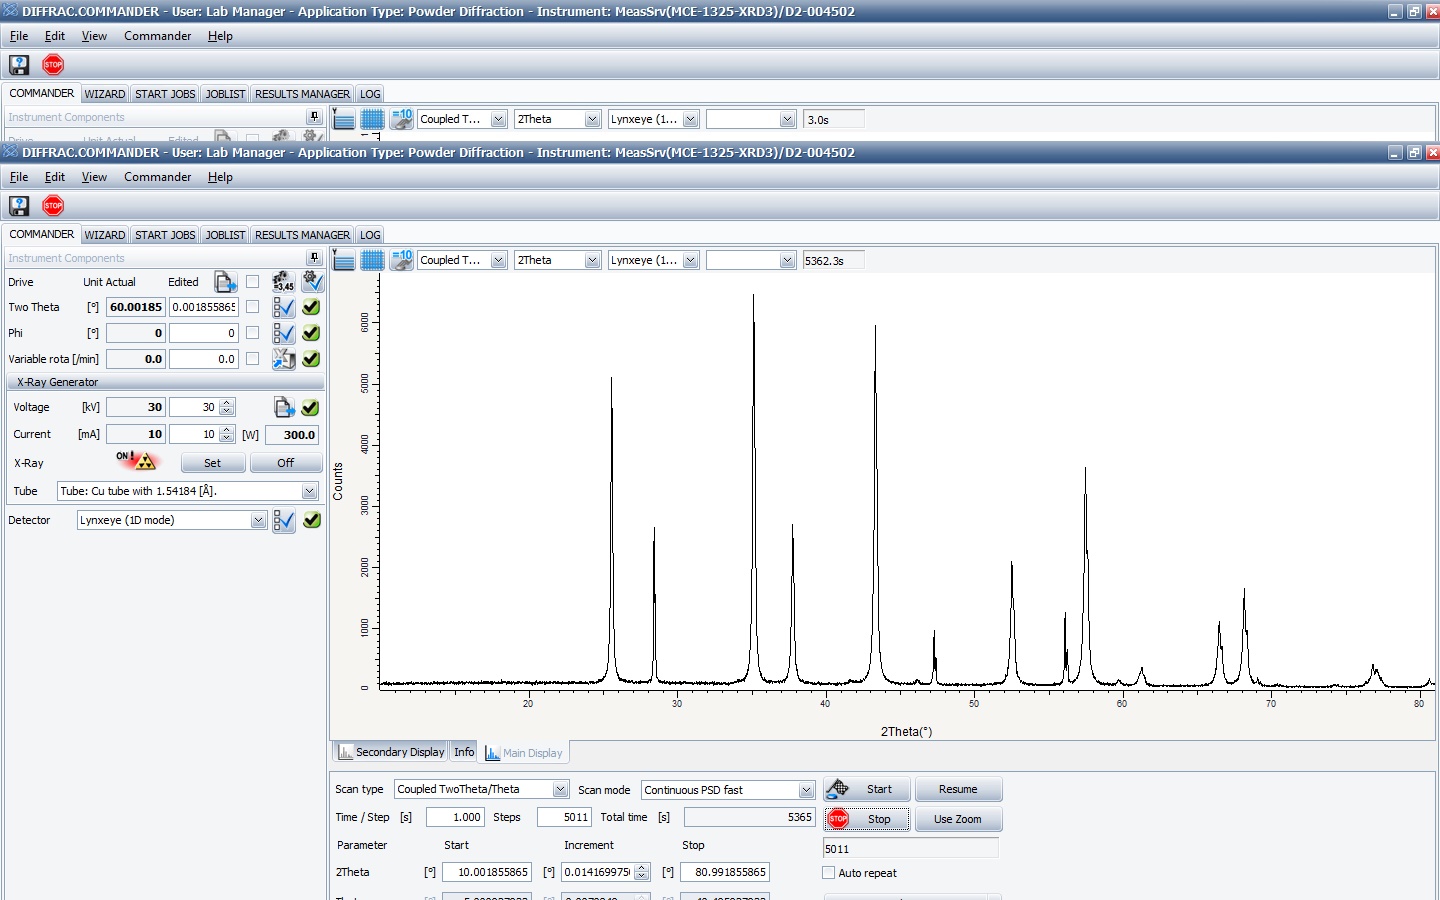 DIFFRAC.COMMANDER - User: Lab Manager - Application Type: Powder Diffraction - Instrument: MeasSrv(MCE-1325-XRD3)/D2-004502
File Edit View Commander Help
STOP
COMMANDER WIZARD START JOBS JOBLIST RESULTS MANAGER LOG
Instrument Components
=10 Coupled T... 2Theta Lynxeye (1... 3.0s
DIFFRAC.COMMANDER - User: Lab Manager - Application Type: Powder Diffraction - Instrument: MeasSrv(MCE-1325-XRD3)/D2-004502
File Edit View Commander Help
STOP
COMMANDER WIZARD START JOBS JOBLIST RESULTS MANAGER LOG
Instrument Components
=10 Coupled T... 2Theta Lynxeye (1... 5362.3s
Drive Unit Actual Edited =3,45
Two Theta [°] 60.00185 0.001855865
Phi [°] 0 0
Variable rota [/min] 0.0 0.0
X-Ray Generator
Voltage [kV] 30 30
Current [mA] 10 10 [W] 300.0
X-Ray ON! Set Off
Tube Tube: Cu tube with 1.54184 [Å].
Detector Lynxeye (1D mode)
Counts
6000
5000
4000
3000
2000
1000
0
20 30 40 50 60 70 80
2Theta(°)
Secondary Display Info Main Display
Scan type Coupled TwoTheta/Theta Scan mode Continuous PSD fast Start Resume
Time / Step [s] 1.000 Steps 5011 Total time [s] 5365 STOP Stop Use Zoom
Parameter Start Increment Stop 5011
2Theta [°] 10.001855865 [°] 0.014169975 [°] 80.991855865 Auto repeat